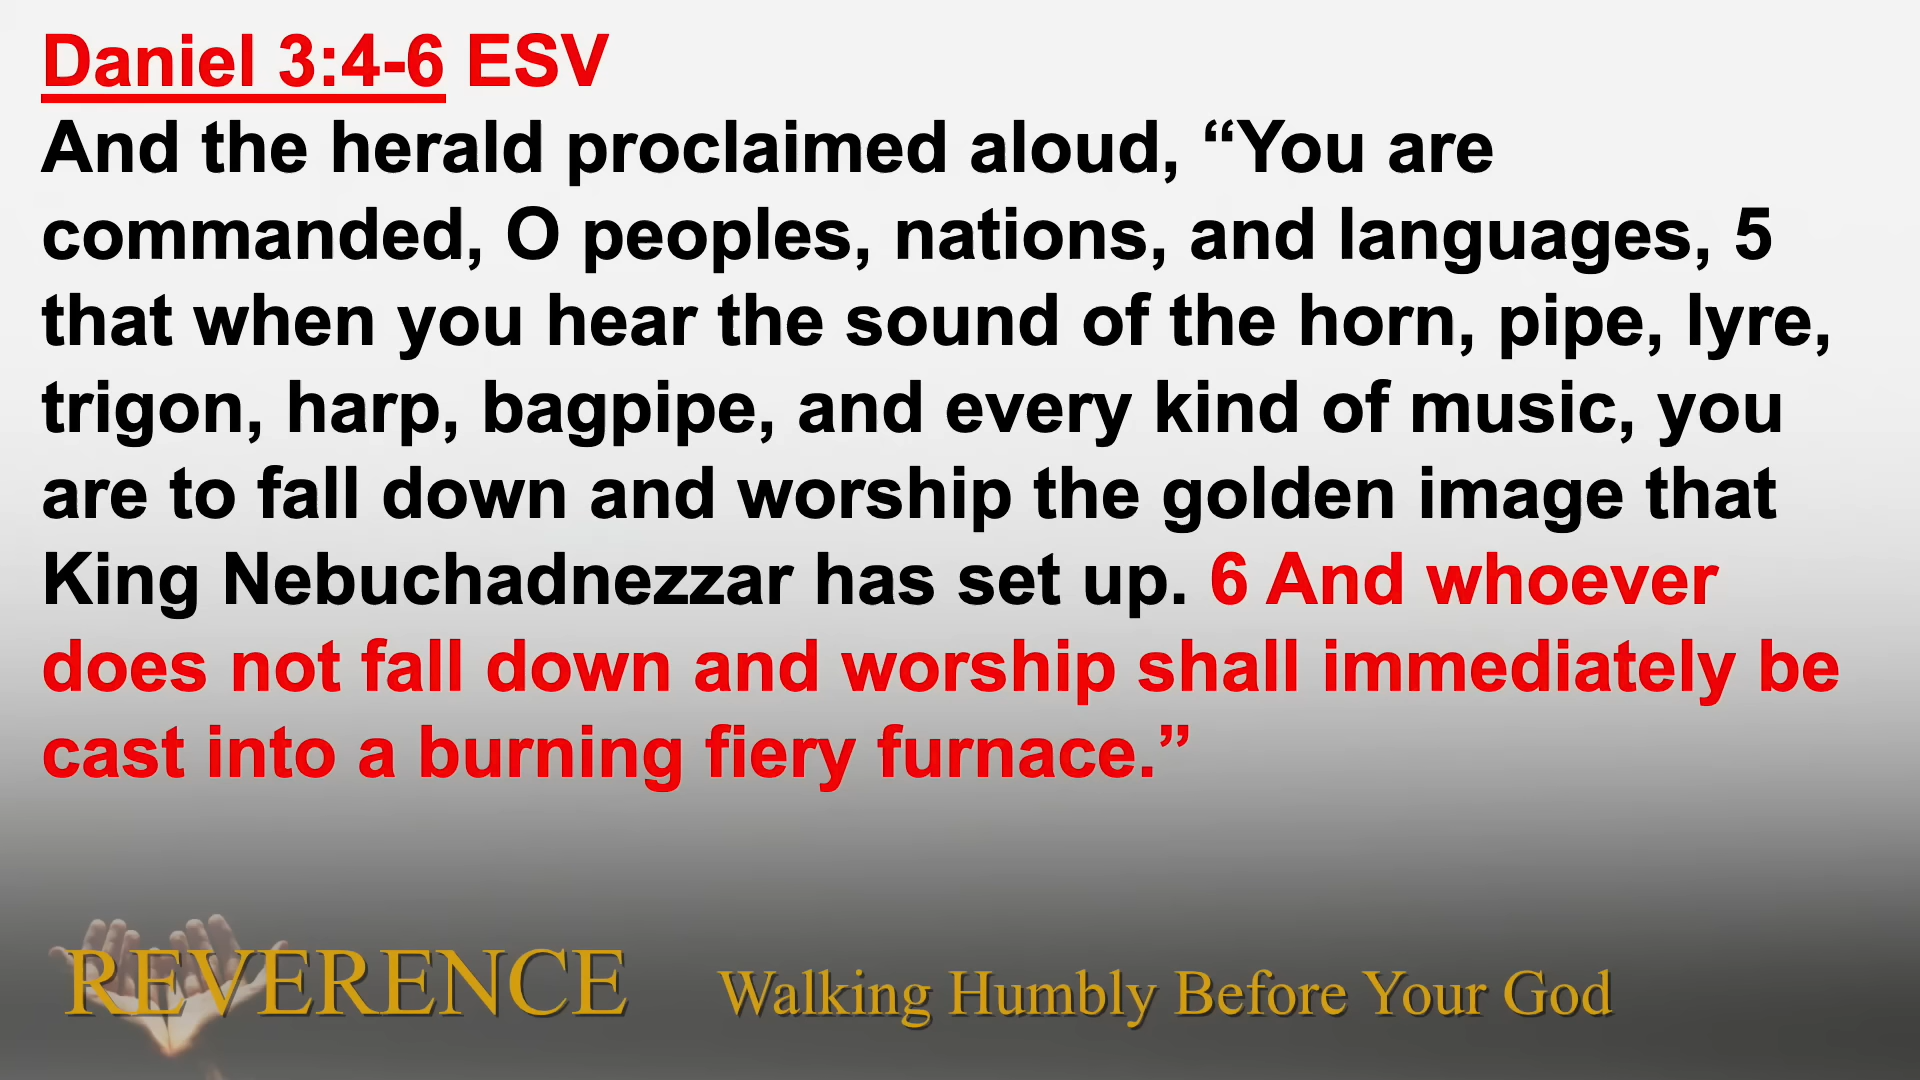 Daniel 3:4-6 ESV
And the herald proclaimed aloud, “You are
commanded, O peoples, nations, and languages, 5
that when you hear the sound of the horn, pipe, lyre,
trigon, harp, bagpipe, and every kind of music, you
are to fall down and worship the golden image that
King Nebuchadnezzar has set up. 6 And whoever
does not fall down and worship shall immediately be
cast into a burning fiery furnace.”
REVERENCE Walking Humbly Before Your God